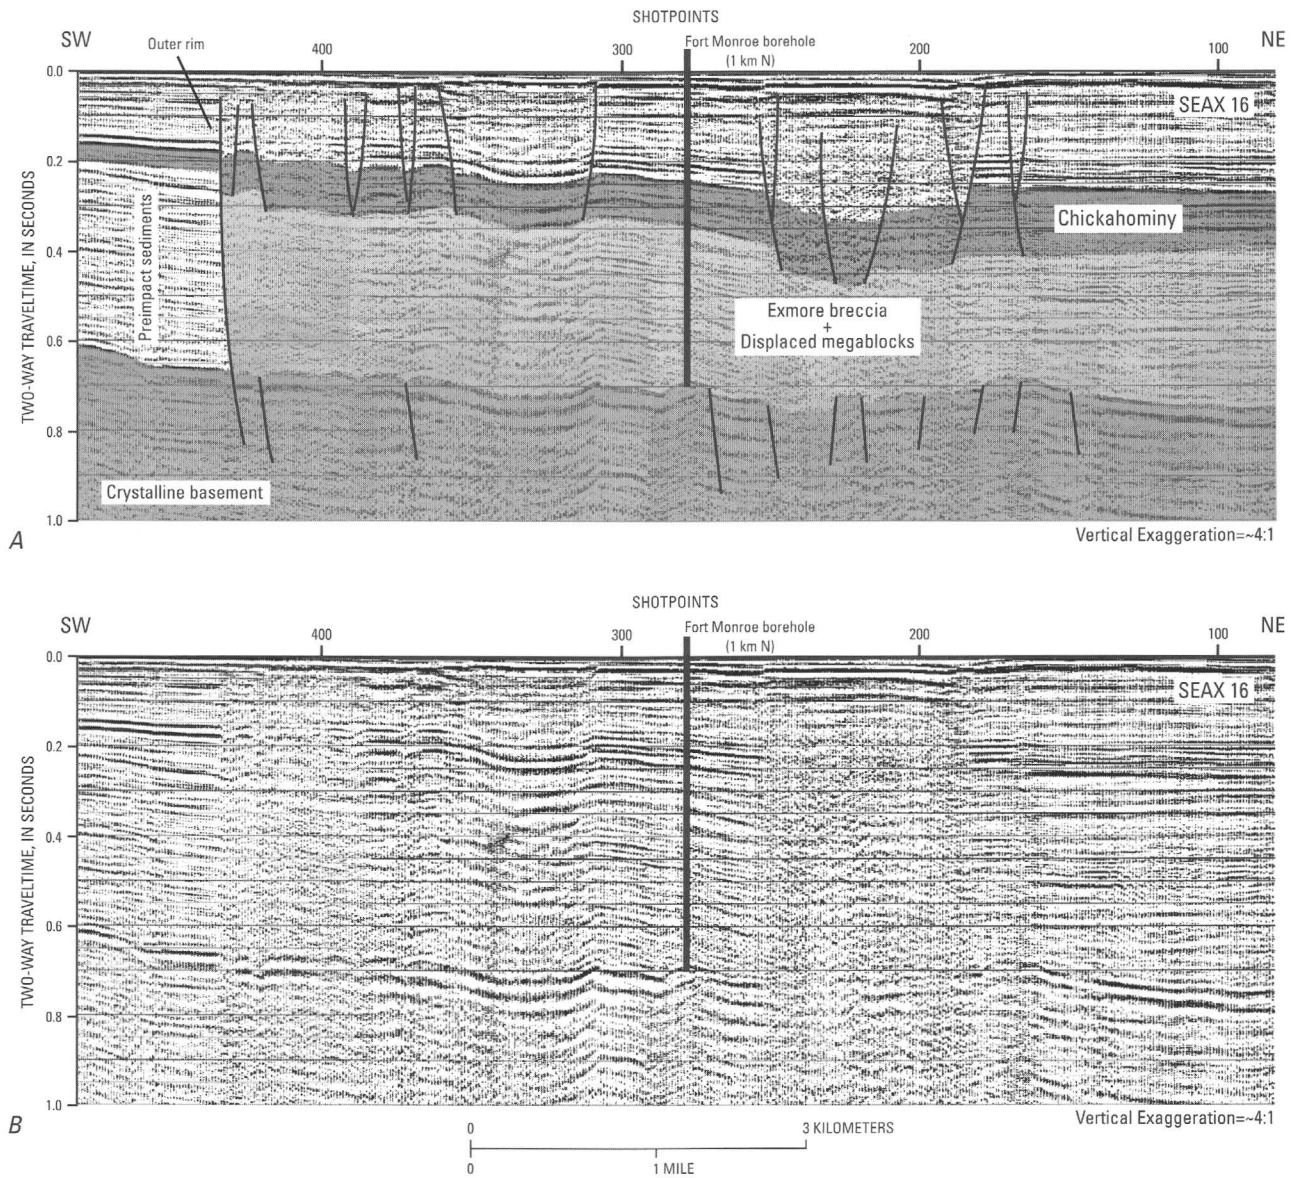 SHOTPOINTS
SW
Outer rim
400
300
Fort Monroe borehole
(1 km N)
200
100
NE
0.0
SEAX 16
0.2
TWO-WAY TRAVELTIME, IN SECONDS
Preimpact sediments
Chickahominy
0.4
Exmore breccia
+
Displaced megablocks
0.6
0.8
Crystalline basement
1.0
A
Vertical Exaggeration=~4:1
SHOTPOINTS
SW
400
300
Fort Monroe borehole
(1 km N)
200
100
NE
0.0
SEAX 16
0.2
TWO-WAY TRAVELTIME, IN SECONDS
0.4
0.6
0.8
1.0
B
Vertical Exaggeration=~4:1
0
3 KILOMETERS
0
1 MILE